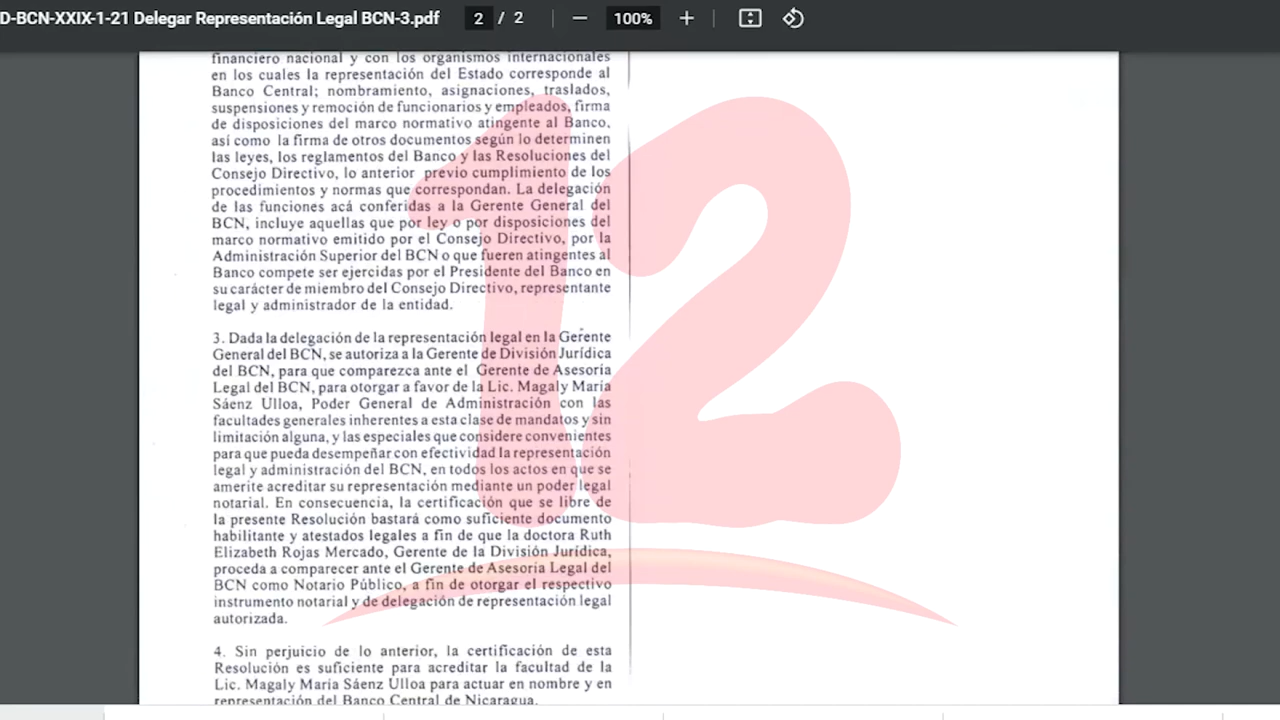 D-BCN-XXIX-1-21 Delegar Representación Legal BCN-3.pdf 2 / 2 — 100% +
financiero nacional y con los organismos internacionales
en los cuales la representación del Estado corresponde al
Banco Central; nombramiento, asignaciones, traslados,
suspensiones y remoción de funcionarios y empleados, firma
de disposiciones del marco normativo atingente al Banco,
así como la firma de otros documentos según lo determinen
las leyes, los reglamentos del Banco y las Resoluciones del
Consejo Directivo, lo anterior previo cumplimiento de los
procedimientos y normas que correspondan. La delegación
de las funciones acá conferidas a la Gerente General del
BCN, incluye aquellas que por ley o por disposiciones del
marco normativo emitido por el Consejo Directivo, por la
Administración Superior del BCN o que fueren atingentes al
Banco compete ser ejercidas por el Presidente del Banco en
su carácter de miembro del Consejo Directivo, representante
legal y administrador de la entidad.
3. Dada la delegación de la representación legal en la Gerente
General del BCN, se autoriza a la Gerente de División Jurídica
del BCN, para que comparezca ante el Gerente de Asesoría
Legal del BCN, para otorgar a favor de la Lic. Magaly María
Sáenz Ulloa, Poder General de Administración con las
facultades generales inherentes a esta clase de mandatos y sin
limitación alguna, y las especiales que considere convenientes
para que pueda desempeñar con efectividad la representación
legal y administración del BCN, en todos los actos en que se
amerite acreditar su representación mediante un poder legal
notarial. En consecuencia, la certificación que se libre de
la presente Resolución bastará como suficiente documento
habilitante y atestados legales a fin de que la doctora Ruth
Elizabeth Rojas Mercado, Gerente de la División Jurídica,
proceda a comparecer ante el Gerente de Asesoría Legal del
BCN como Notario Público, a fin de otorgar el respectivo
instrumento notarial y de delegación de representación legal
autorizada.
4. Sin perjuicio de lo anterior, la certificación de esta
Resolución es suficiente para acreditar la facultad de la
Lic. Magaly María Sáenz Ulloa para actuar en nombre y en
representación del Banco Central de Nicaragua.
12